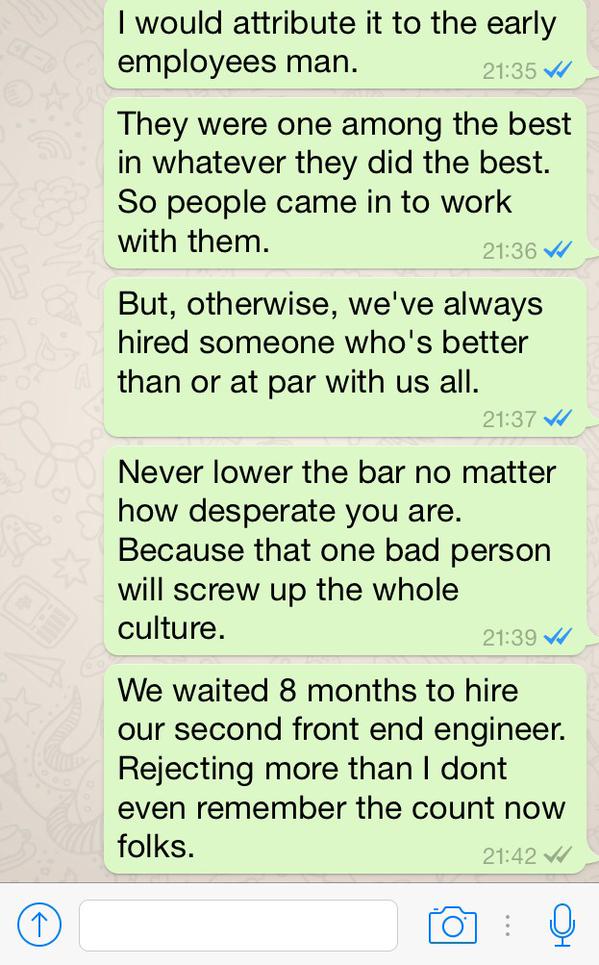 I would attribute it to the early
employees man.
21:35
They were one among the best
in whatever they did the best.
So people came in to work
with them.
21:36
But, otherwise, we've always
hired someone who's better
than or at par with us all.
21:37
Never lower the bar no matter
how desperate you are.
Because that one bad person
will screw up the whole
culture.
21:39
We waited 8 months to hire
our second front end engineer.
Rejecting more than I dont
even remember the count now
folks.
21:42